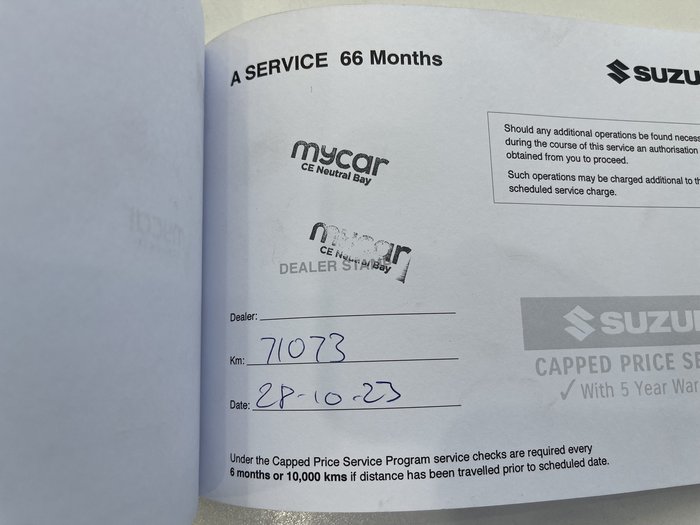 A SERVICE 66 Months
SUZU
Should any additional operations be found necess
during the course of this service an authorisation
obtained from you to proceed.
Such operations may be charged additional to th
scheduled service charge.
mycar
CE Neutral Bay
mycar
CE Neutral Bay
DEALER STAMP
Dealer:
Km: 71073
Date: 28-10-23
SUZU
CAPPED PRICE SE
✓ With 5 Year War
Under the Capped Price Service Program service checks are required every
6 months or 10,000 kms if distance has been travelled prior to scheduled date.